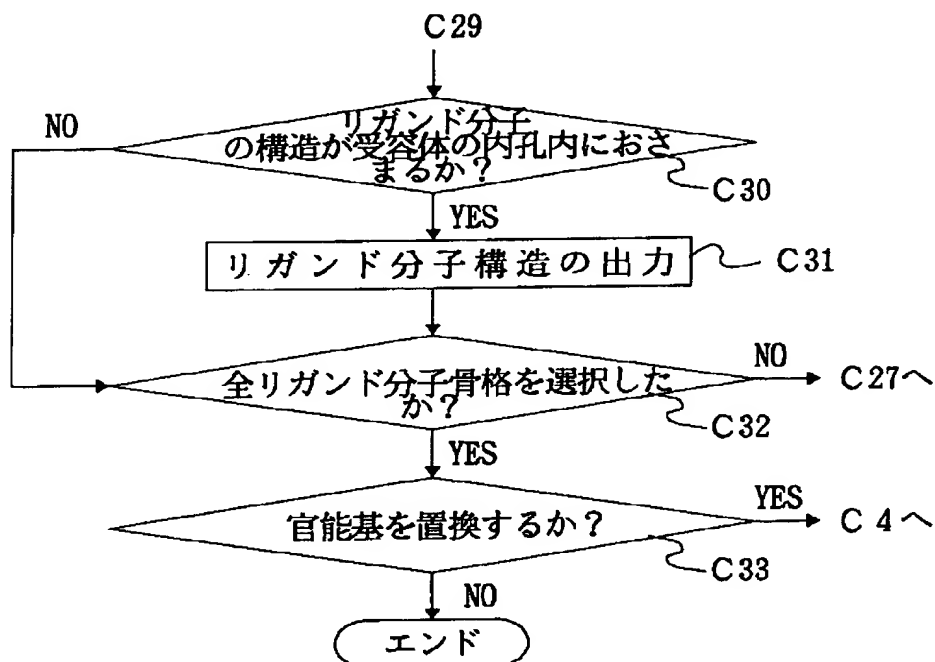 C29
NO
リガンド分子
の構造が受容体の内孔内におさ
まるか?
C30
YES
リガンド分子構造の出力
C31
NO
全リガンド分子骨格を選択した
か?
C27へ
C32
YES
YES
官能基を置換するか?
C4へ
C33
NO
エンド